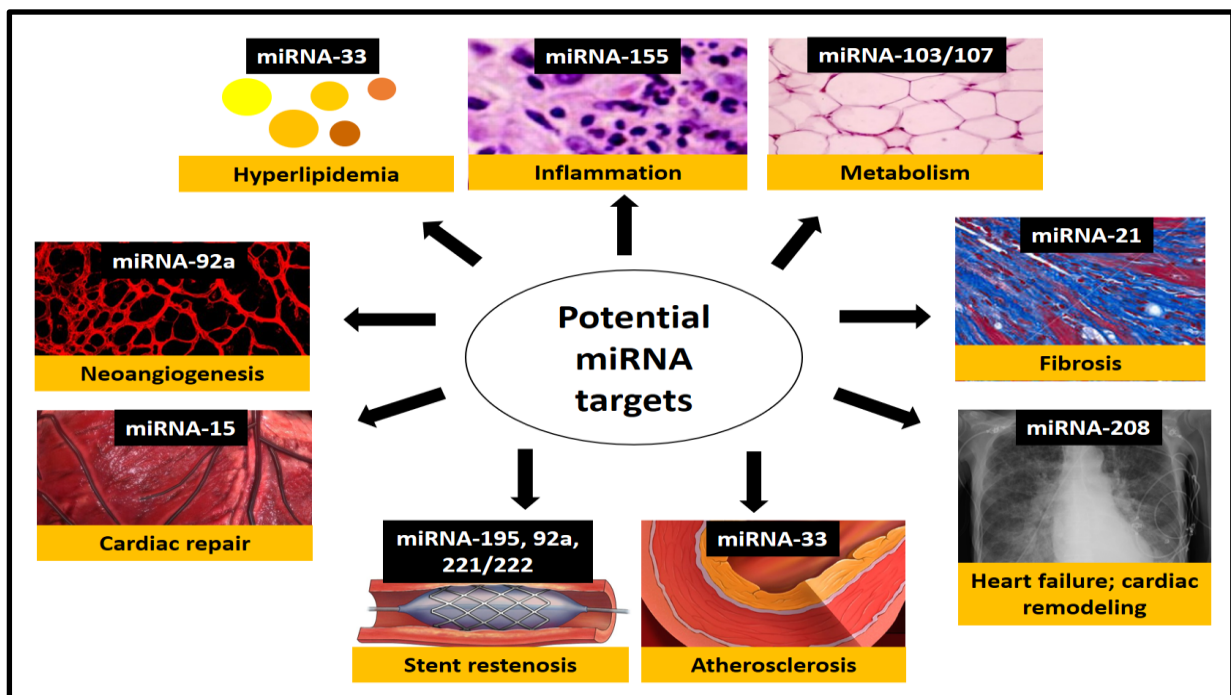 miRNA-33
Hyperlipidemia
miRNA-155
Inflammation
miRNA-103/107
Metabolism
miRNA-92a
Neoangiogenesis
Potential
miRNA
targets
miRNA-21
Fibrosis
miRNA-15
Cardiac repair
miRNA-195, 92a,
221/222
Stent restenosis
miRNA-33
Atherosclerosis
miRNA-208
Heart failure; cardiac
remodeling